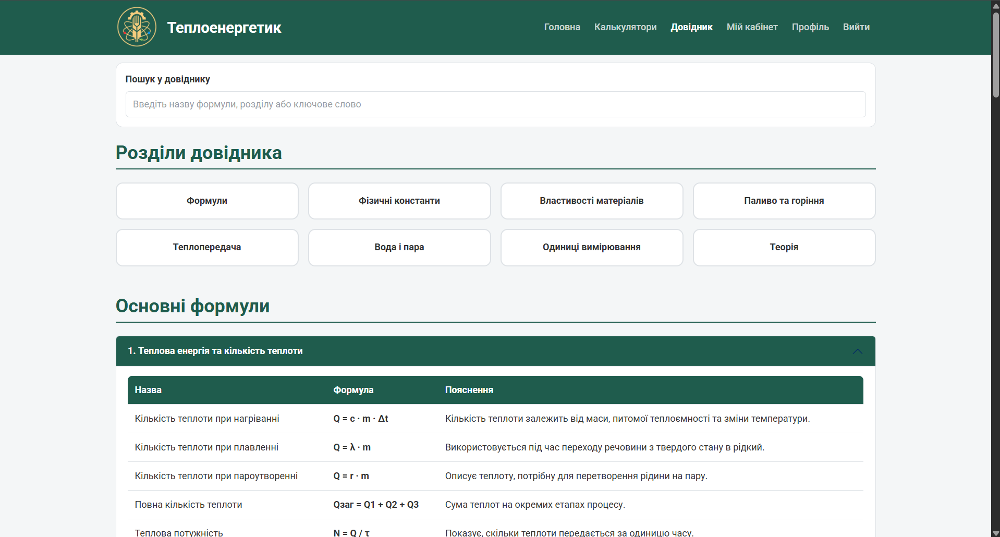 Теплоенергетик
Головна Калькулятори Довідник Мій кабінет Профіль Вийти
Пошук у довіднику
Введіть назву формули, розділу або ключове слово
Розділи довідника
Формули Фізичні константи Властивості матеріалів Паливо та горіння
Теплопередача Вода і пара Одиниці вимірювання Теорія
Основні формули
1. Теплова енергія та кількість теплоти
Назва Формула Пояснення
Кількість теплоти при нагріванні Q = c · m · Δt Кількість теплоти залежить від маси, питомої теплоємності та зміни температури.
Кількість теплоти при плавленні Q = λ · m Використовується під час переходу речовини з твердого стану в рідкий.
Кількість теплоти при пароутворенні Q = r · m Описує теплоту, потрібну для перетворення рідини на пару.
Повна кількість теплоти Qзаг = Q1 + Q2 + Q3 Сума теплот на окремих етапах процесу.
Теплова потужність N = Q / τ Показує, скільки теплоти передається за одиницю часу.